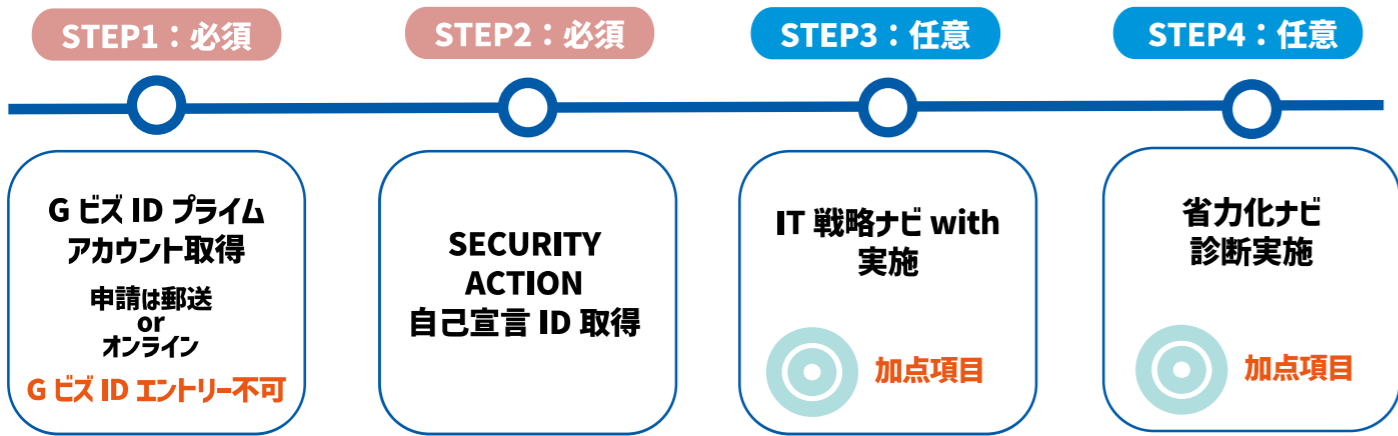 STEP1：必須
STEP2：必須
STEP3：任意
STEP4：任意
G ビズ ID プライム
アカウント取得
申請は郵送
or
オンライン
G ビズ ID エントリー不可
SECURITY
ACTION
自己宣言 ID 取得
IT 戦略ナビ with
実施
加点項目
省力化ナビ
診断実施
加点項目